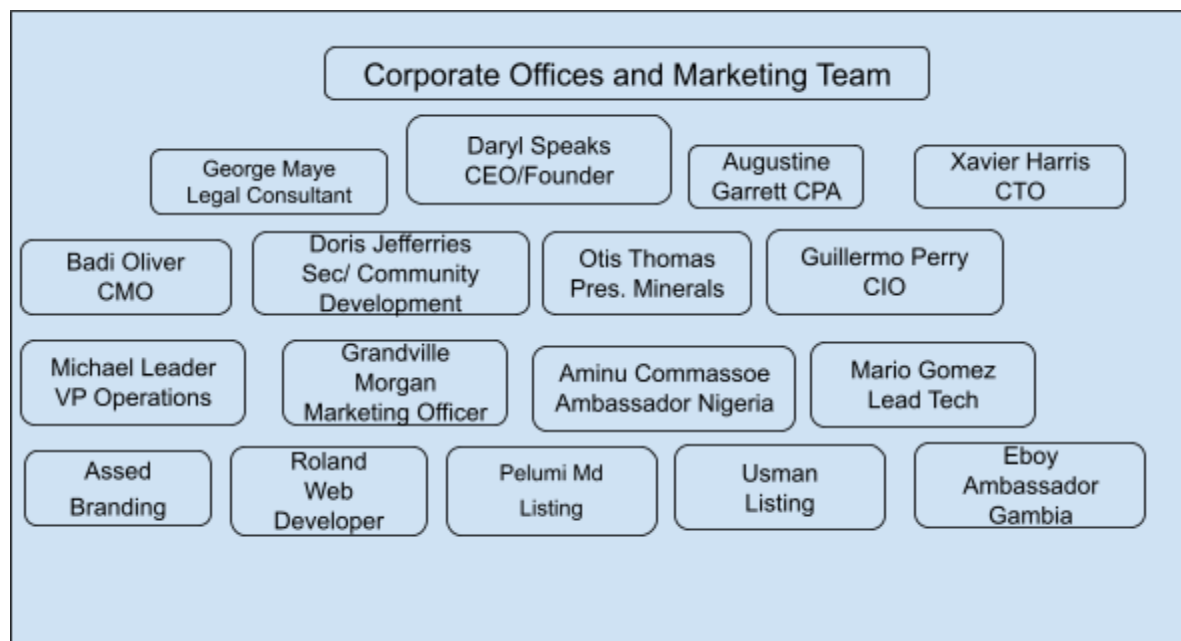 Corporate Offices and Marketing Team
George Maye
Legal Consultant
Daryl Speaks
CEO/Founder
Augustine
Garrett CPA
Xavier Harris
CTO
Badi Oliver
CMO
Doris Jefferries
Sec/ Community
Development
Otis Thomas
Pres. Minerals
Guillermo Perry
CIO
Michael Leader
VP Operations
Grandville
Morgan
Marketing Officer
Aminu Commassoe
Ambassador Nigeria
Mario Gomez
Lead Tech
Assed
Branding
Roland
Web
Developer
Pelumi Md
Listing
Usman
Listing
Eboy
Ambassador
Gambia